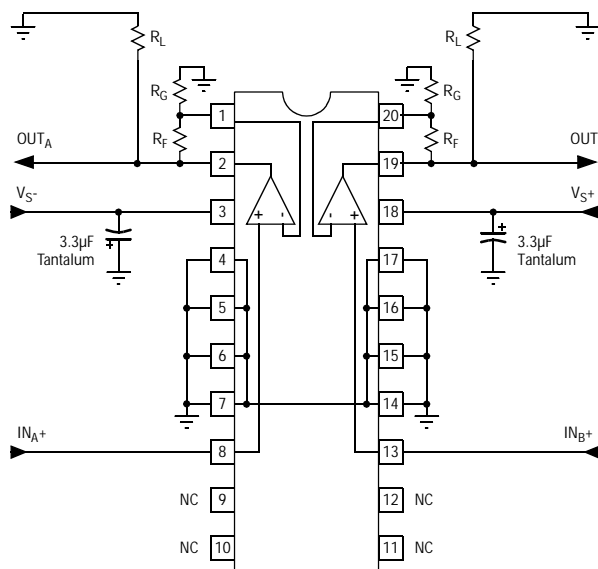 R_L R_L
R_G R_G
1 20
R_F R_F
OUT_A 2 19 OUT
V_S- 3 18 V_S+
+ - - +
3.3µF
Tantalum
+
3.3µF
Tantalum
+
4 17
5 16
6 15
7 14
IN_A+ 8 13 IN_B+
NC 9 12 NC
NC 10 11 NC